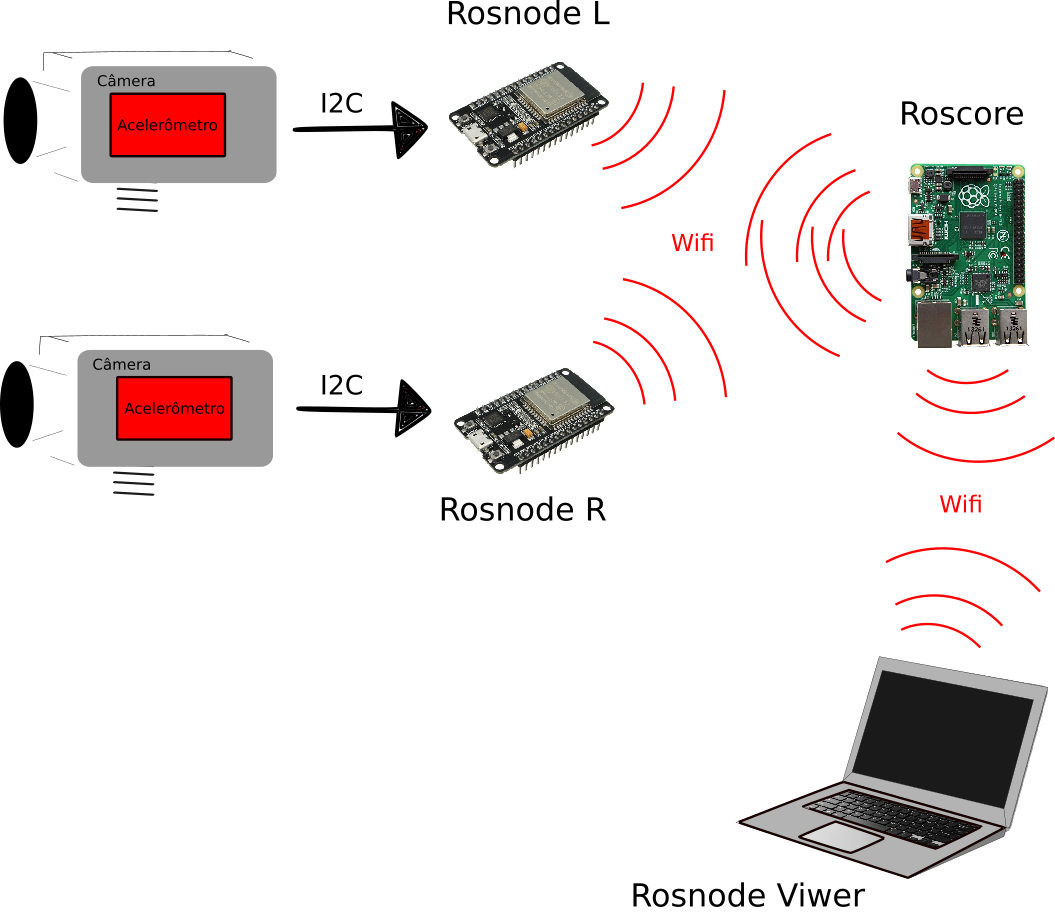 Rosnode L
Câmera
Acelerômetro
I2C
Roscore
Wifi
Câmera
Acelerômetro
I2C
Rosnode R
Wifi
Rosnode Viwer